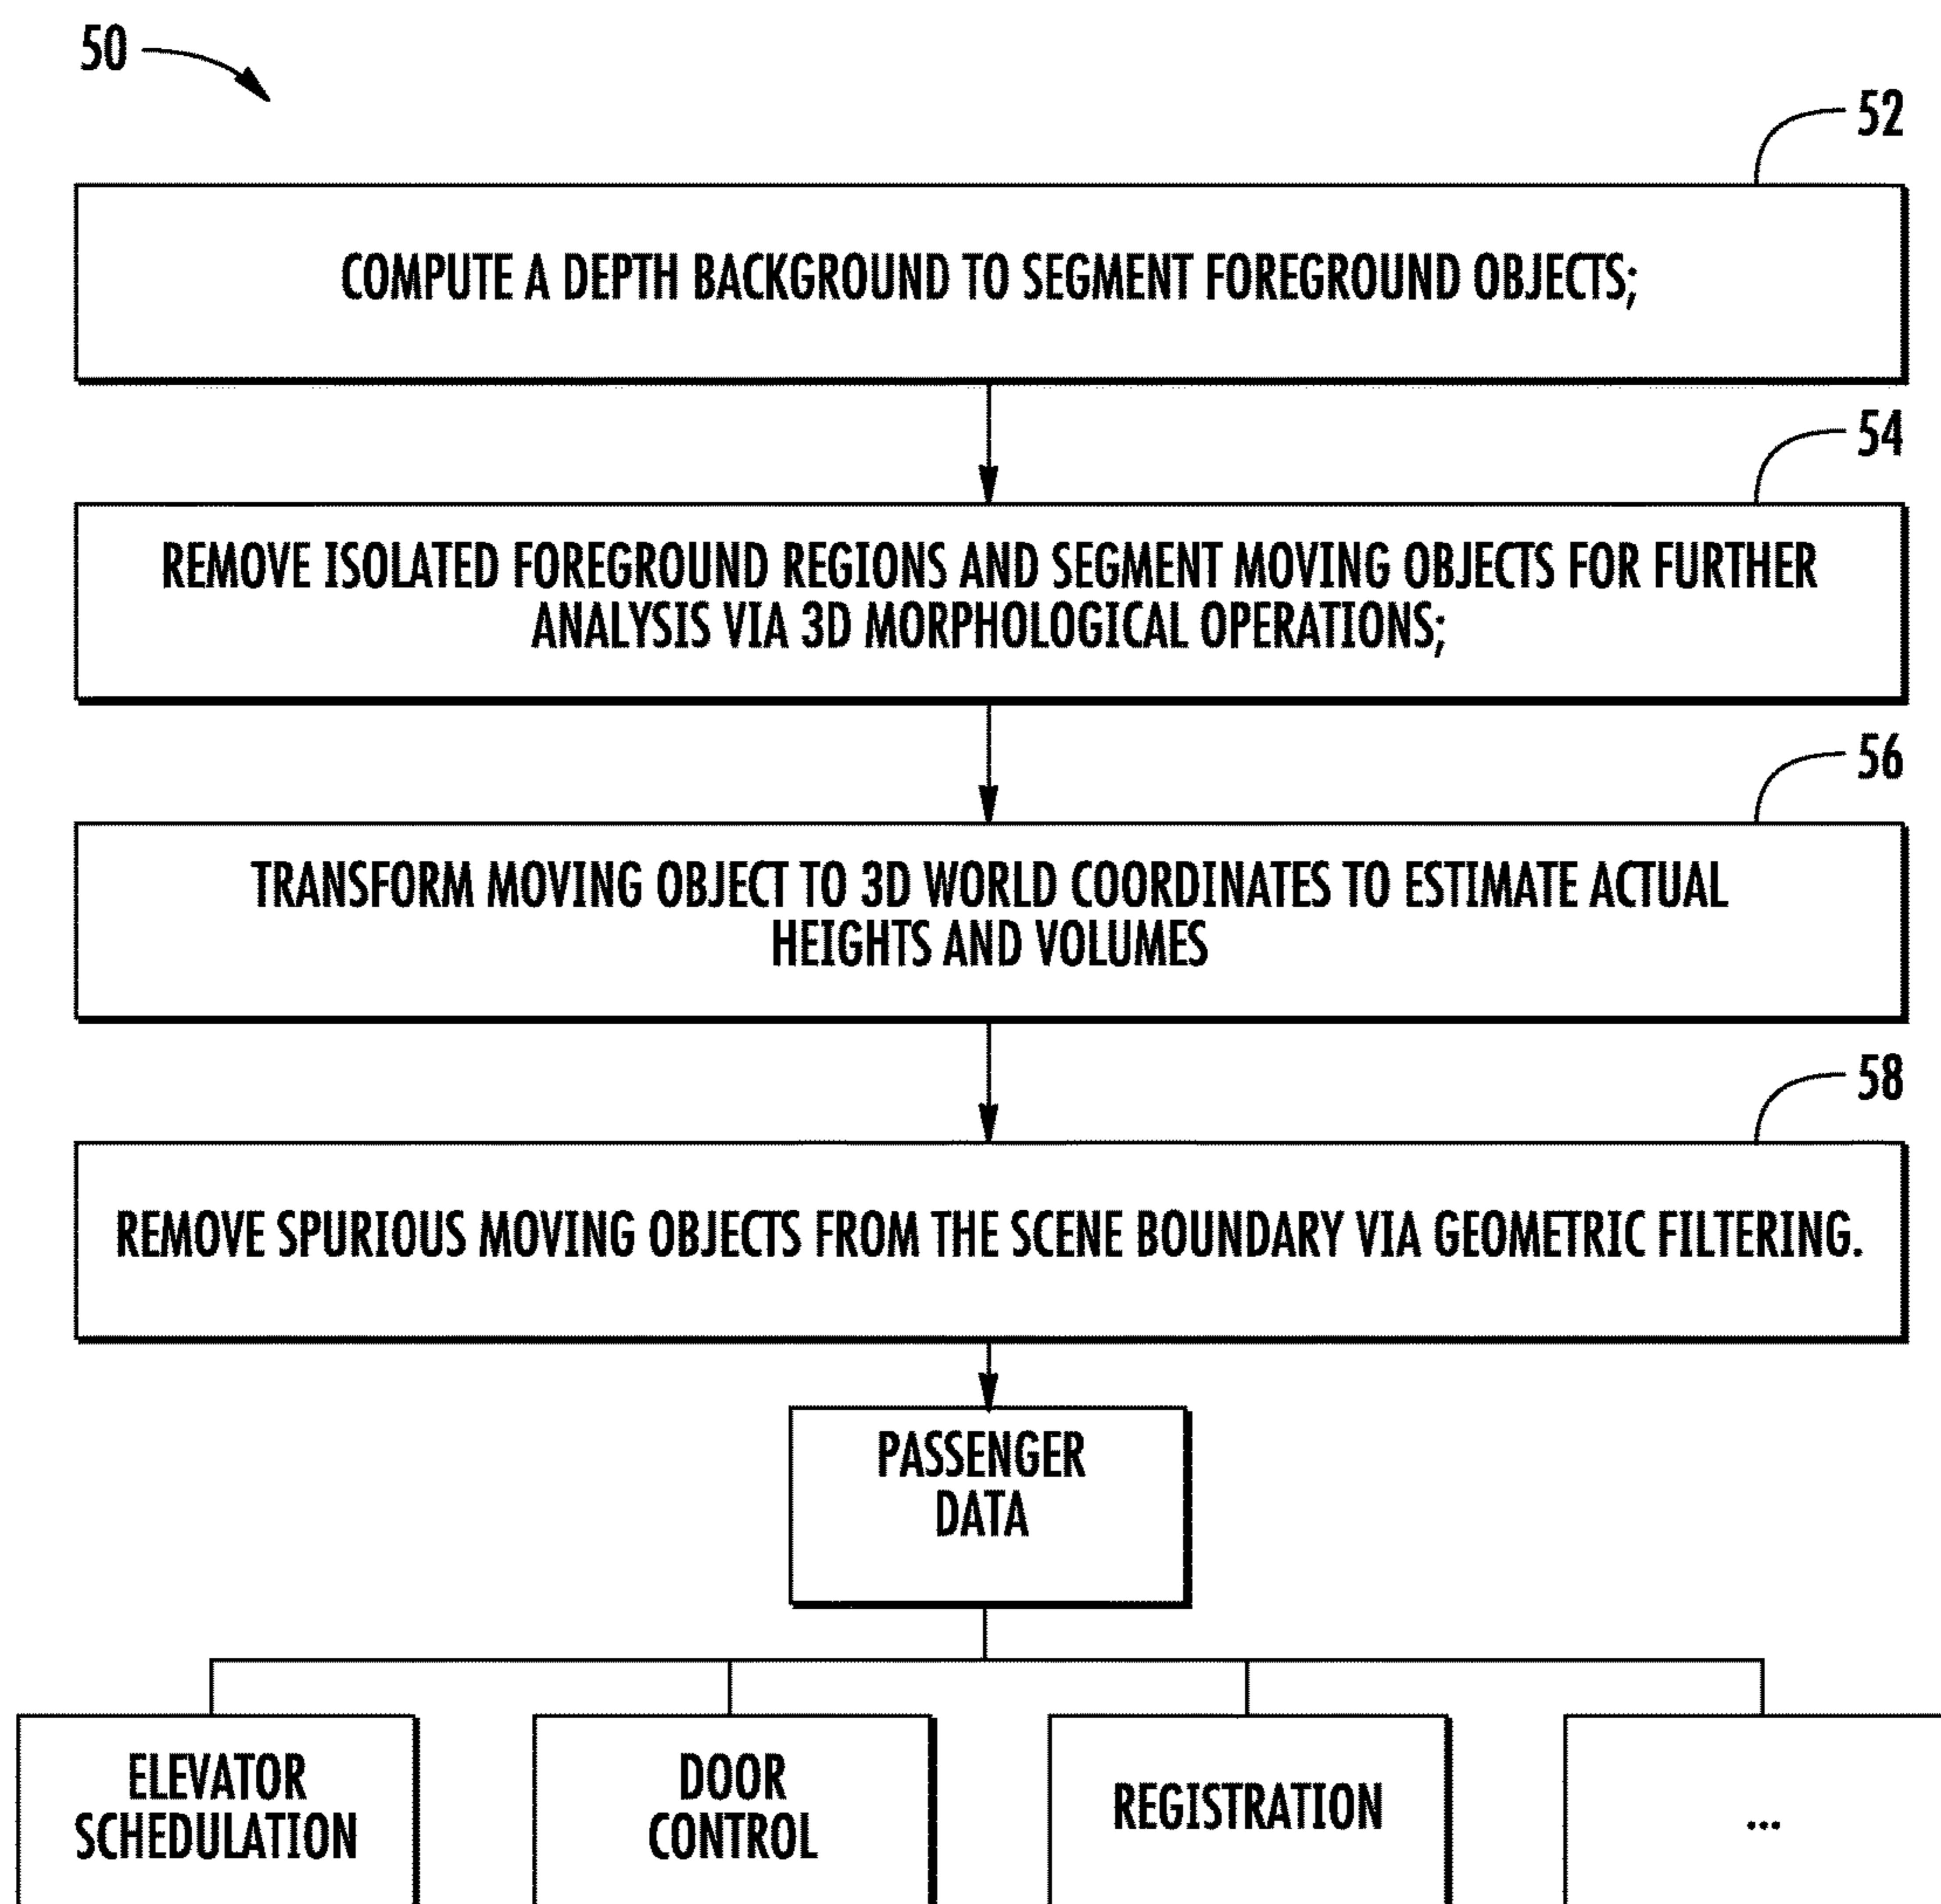 50
52
COMPUTE A DEPTH BACKGROUND TO SEGMENT FOREGROUND OBJECTS;
54
REMOVE ISOLATED FOREGROUND REGIONS AND SEGMENT MOVING OBJECTS FOR FURTHER
ANALYSIS VIA 3D MORPHOLOGICAL OPERATIONS;
56
TRANSFORM MOVING OBJECT TO 3D WORLD COORDINATES TO ESTIMATE ACTUAL
HEIGHTS AND VOLUMES
58
REMOVE SPURIOUS MOVING OBJECTS FROM THE SCENE BOUNDARY VIA GEOMETRIC FILTERING.
PASSENGER
DATA
ELEVATOR
SCHEDULATION
DOOR
CONTROL
REGISTRATION
...